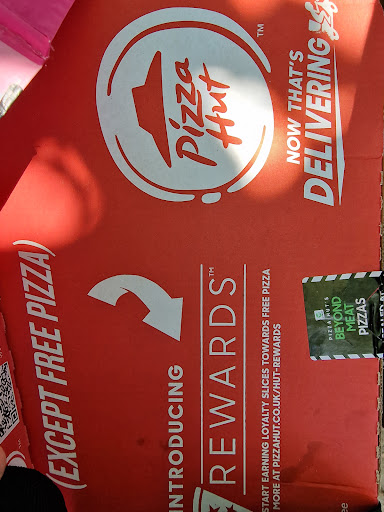 (EXCEPT FREE PIZZA)
Pizza
Hut
NOW THAT'S
DELIVERING
INTRODUCING
REWARDS™
START EARNING LOYALTY SLICES TOWARDS FREE PIZZA
MORE AT PIZZAHUT.CO.UK/HUT-REWARDS
PIZZA HUT'S
BEYOND
MEAT
PIZZAS